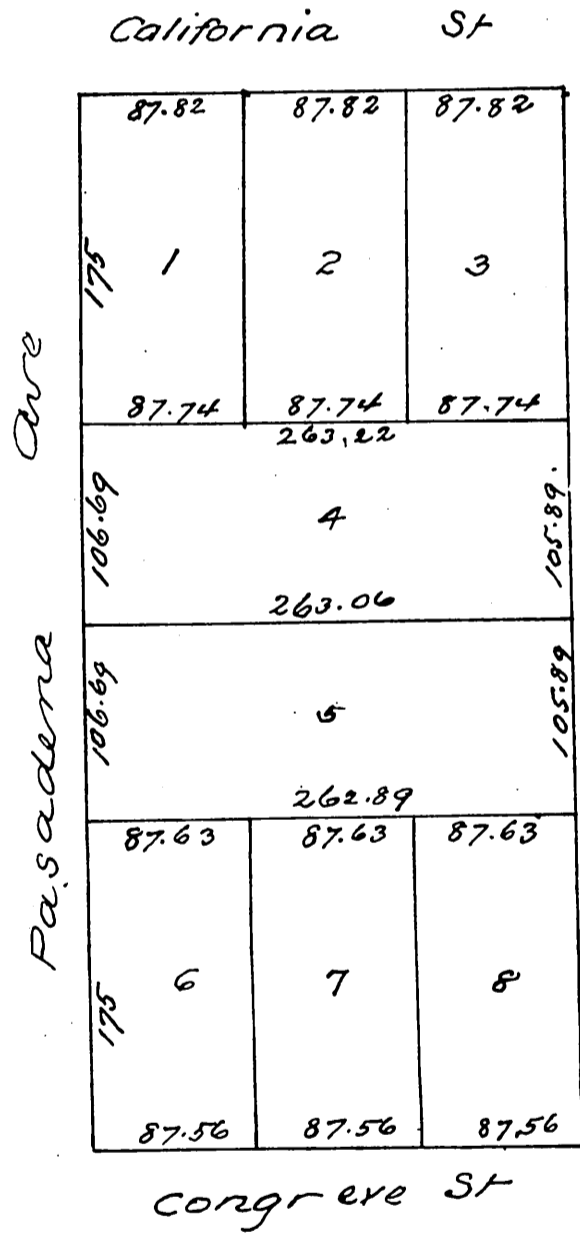 California St
87.82 87.82 87.82
175 1 2 3
87.74 87.74 87.74
263,22
106.69 4 105.89.
263.06
106.69 5 105.89
262.89
87.63 87.63 87.63
175 6 7 8
87.56 87.56 87,56
Pasadena Ave
Congreve St